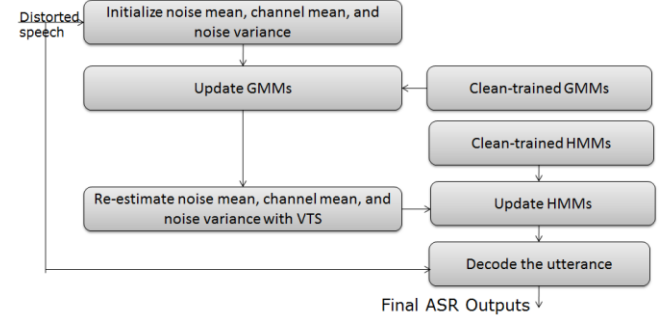 Distorted
speech
Initialize noise mean, channel mean, and
noise variance
Update GMMs
Clean-trained GMMs
Clean-trained HMMs
Re-estimate noise mean, channel mean, and
noise variance with VTS
Update HMMs
Decode the utterance
Final ASR Outputs